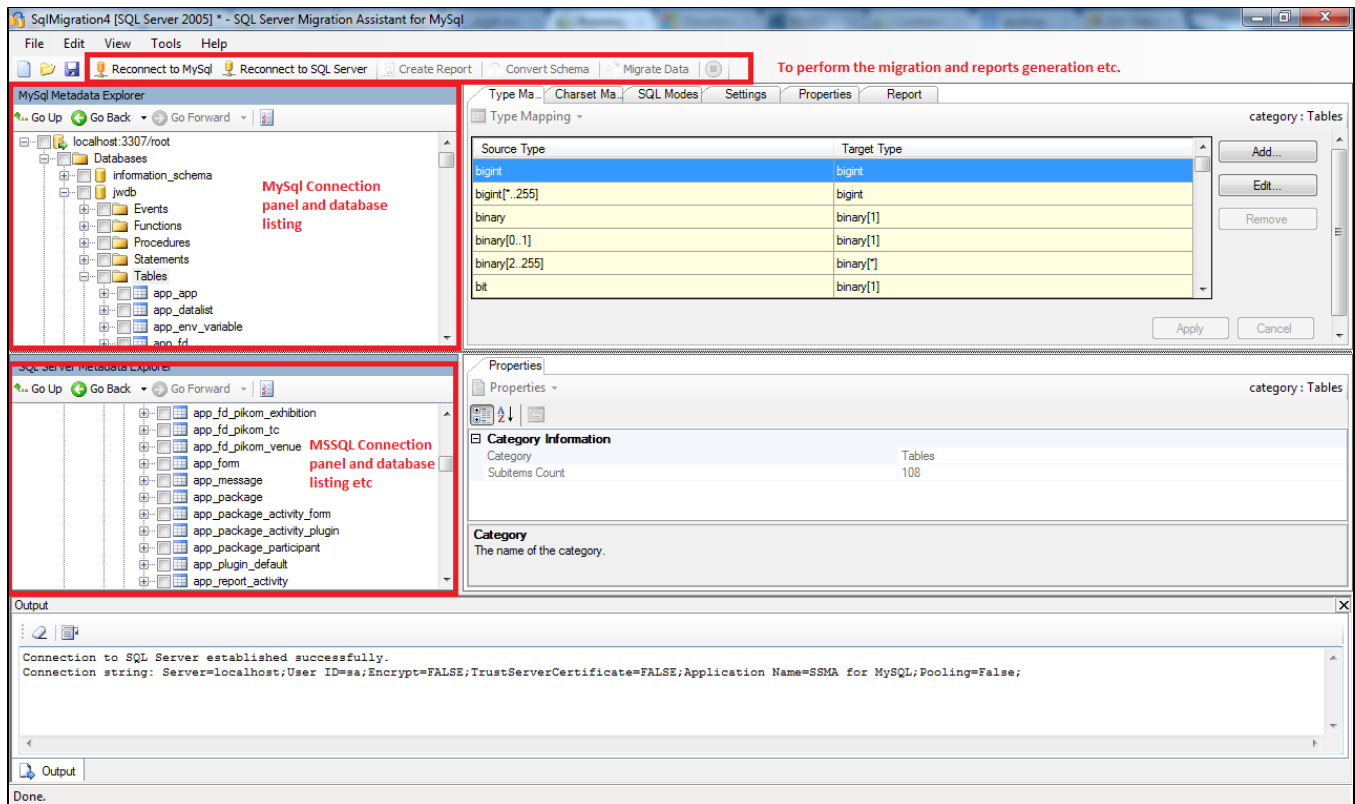 SqlMigration4 [SQL Server 2005] * - SQL Server Migration Assistant for MySql
File Edit View Tools Help
Reconnect to MySql Reconnect to SQL Server Create Report Convert Schema Migrate Data
To perform the migration and reports generation etc.
MySql Metadata Explorer
Go Up Go Back Go Forward
localhost:3307/root
Databases
information_schema
jwdb
Events
Functions
Procedures
Statements
Tables
app_app
app_datalist
app_env_variable
app_fd
MySql Connection
panel and database
listing
Type Ma... Charset Ma... SQL Modes Settings Properties Report
Type Mapping category : Tables
Source Type Target Type
bigint bigint
bigint[*..255] bigint
binary binary[1]
binary[0..1] binary[1]
binary[2..255] binary[*]
bit binary[1]
Add...
Edit...
Remove
Apply Cancel
SQL Server Metadata Explorer
Go Up Go Back Go Forward
app_fd_pikom_exhibition
app_fd_pikom_tc
app_fd_pikom_venue
app_form
app_message
app_package
app_package_activity_form
app_package_activity_plugin
app_package_participant
app_plugin_default
app_report_activity
MSSQL Connection
panel and database
listing etc
Properties
Properties category : Tables
Category Information
Category Tables
Subitems Count 108
Category
The name of the category.
Output
Connection to SQL Server established successfully.
Connection string: Server=localhost;User ID=sa;Encrypt=FALSE;TrustServerCertificate=FALSE;Application Name=SSMA for MySQL;Pooling=False;
Output
Done.